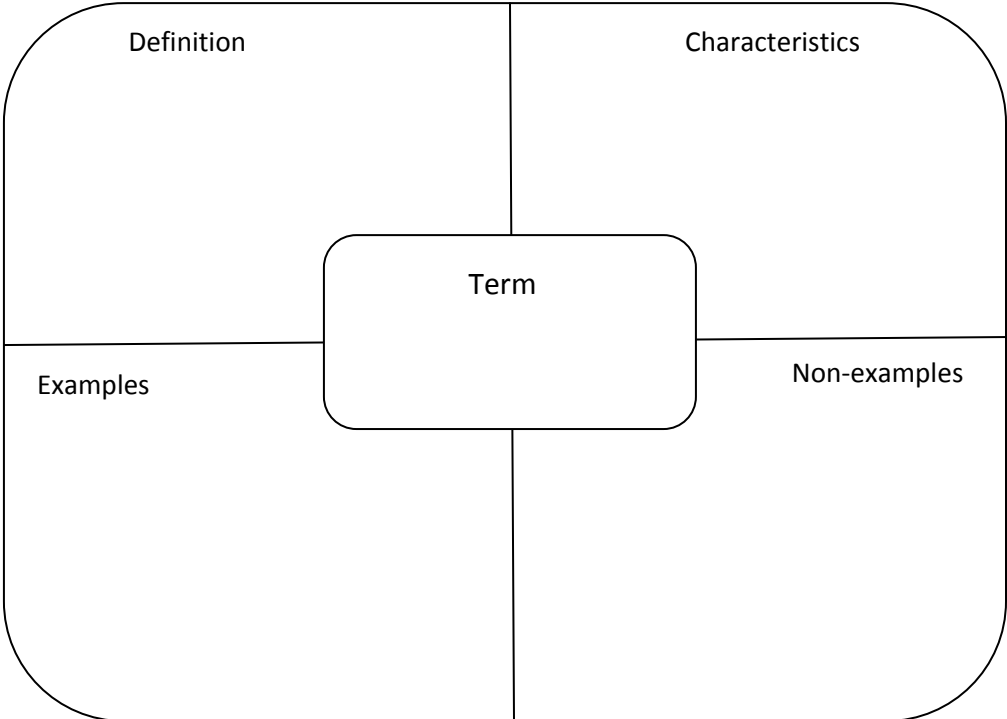 Definition
Characteristics
Term
Examples
Non-examples